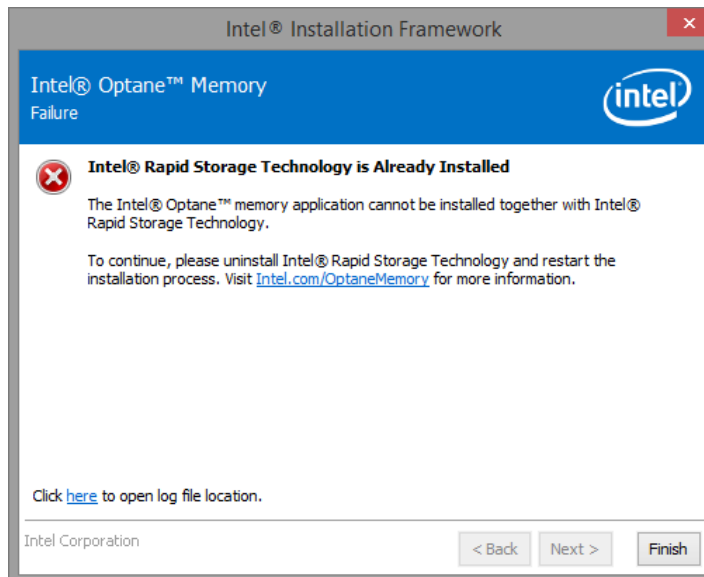 Intel® Installation Framework
Intel® Optane™ Memory
Failure
intel
Intel® Rapid Storage Technology is Already Installed
The Intel® Optane™ memory application cannot be installed together with Intel®
Rapid Storage Technology.
To continue, please uninstall Intel® Rapid Storage Technology and restart the
installation process. Visit Intel.com/OptaneMemory for more information.
Click here to open log file location.
Intel Corporation
< Back Next > Finish